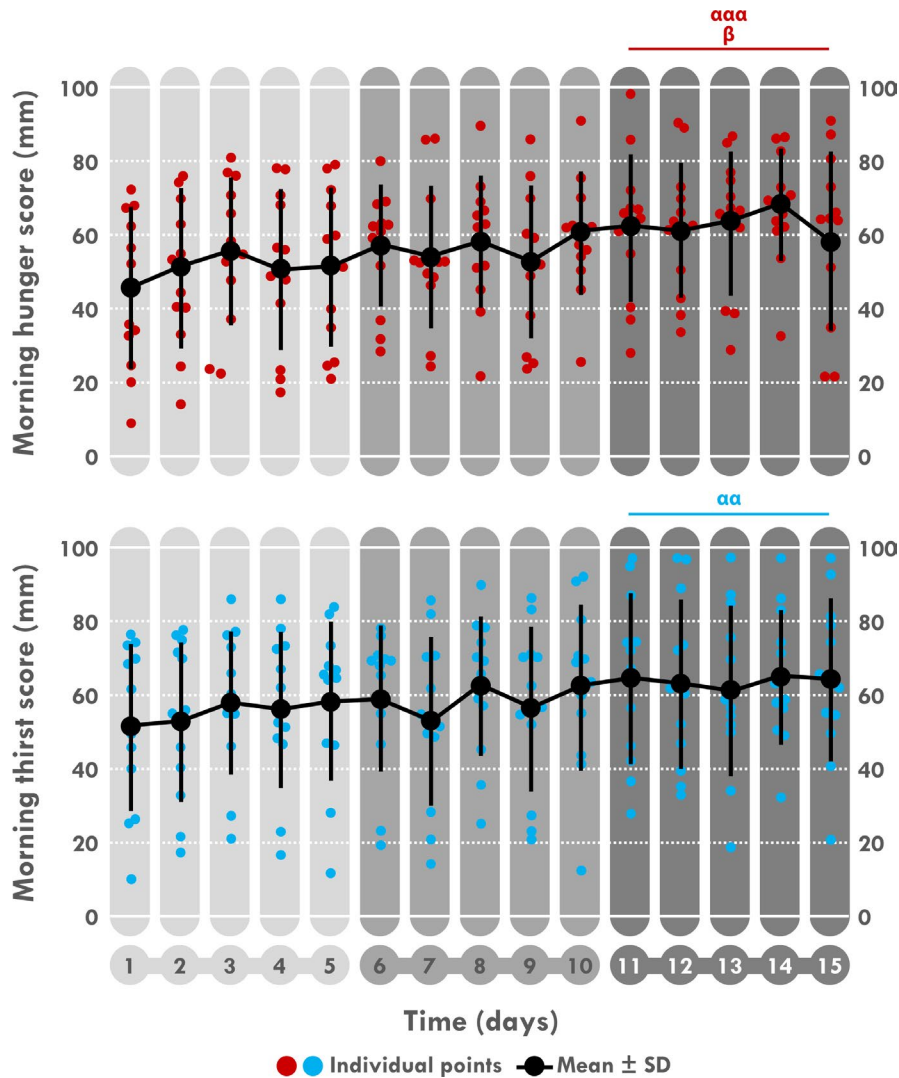 ααα
β
Morning hunger score (mm)
100 100
80 80
60 60
40 40
20 20
0 0
αα
Morning thirst score (mm)
100 100
80 80
60 60
40 40
20 20
0 0
1 2 3 4 5 6 7 8 9 10 11 12 13 14 15
Time (days)
Individual points Mean ± SD